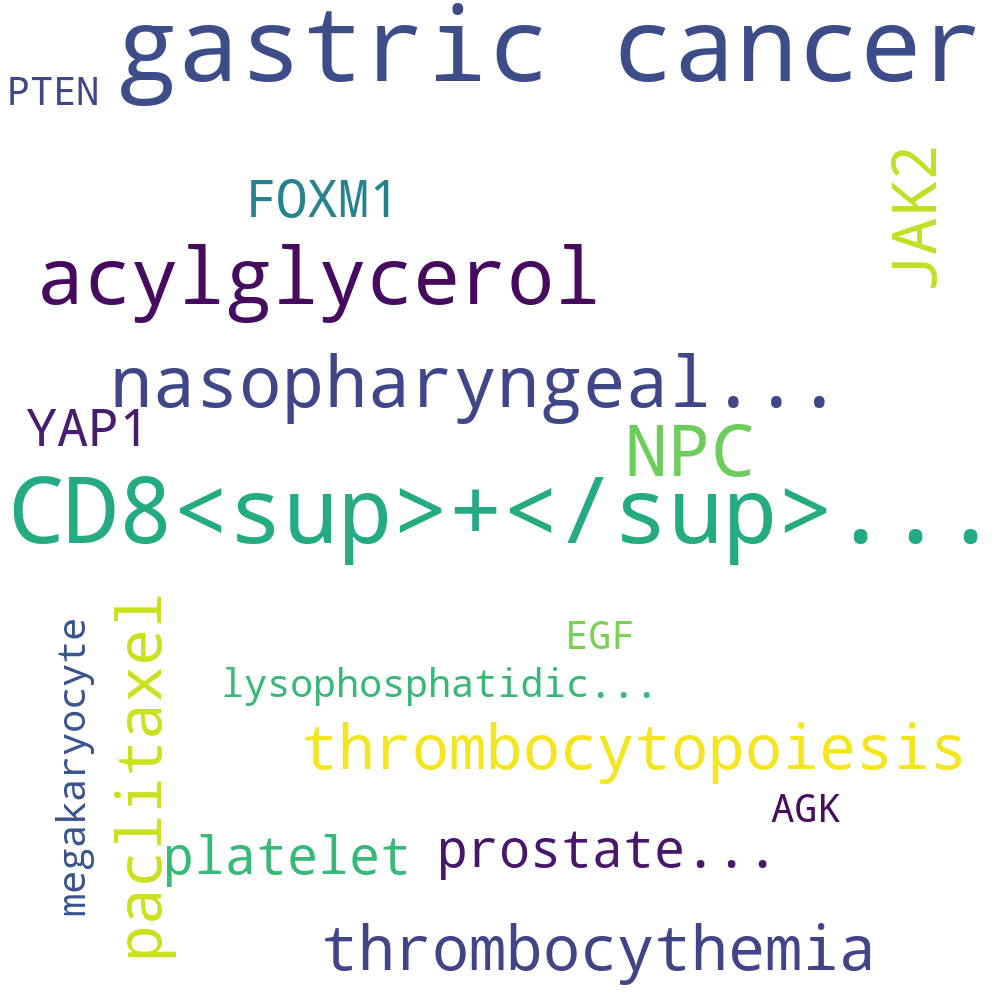 gastric cancer
PTEN
JAK2
FOXM1
acylglycerol
nasopharyngeal...
YAP1
NPC
CD8<sup>+</sup>...
megakaryocyte
paclitaxel
EGF
lysophosphatidic...
thrombocytopoiesis
AGK
platelet
prostate...
thrombocythemia